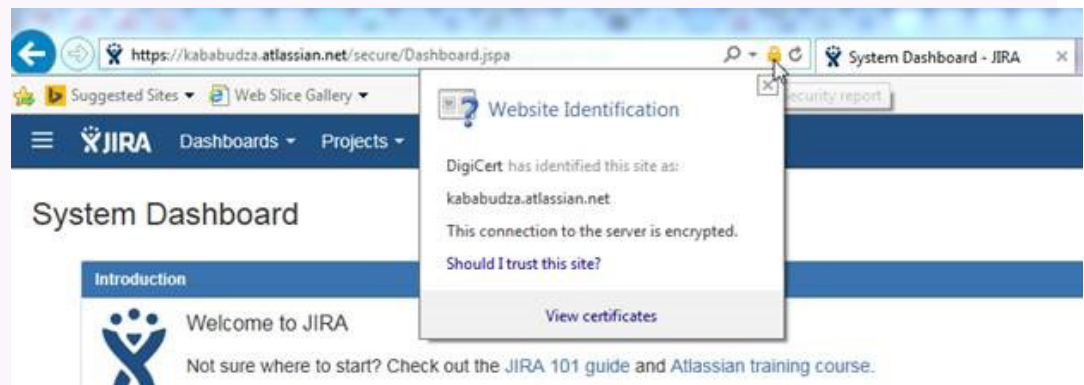 https://kababudza.atlassian.net/secure/Dashboard.jspa
System Dashboard - JIRA
Suggested Sites
Web Slice Gallery
security report
JIRA Dashboards Projects
Website Identification
DigiCert has identified this site as:
kababudza.atlassian.net
This connection to the server is encrypted.
Should I trust this site?
View certificates
System Dashboard
Introduction
Welcome to JIRA
Not sure where to start? Check out the JIRA 101 guide and Atlassian training course.